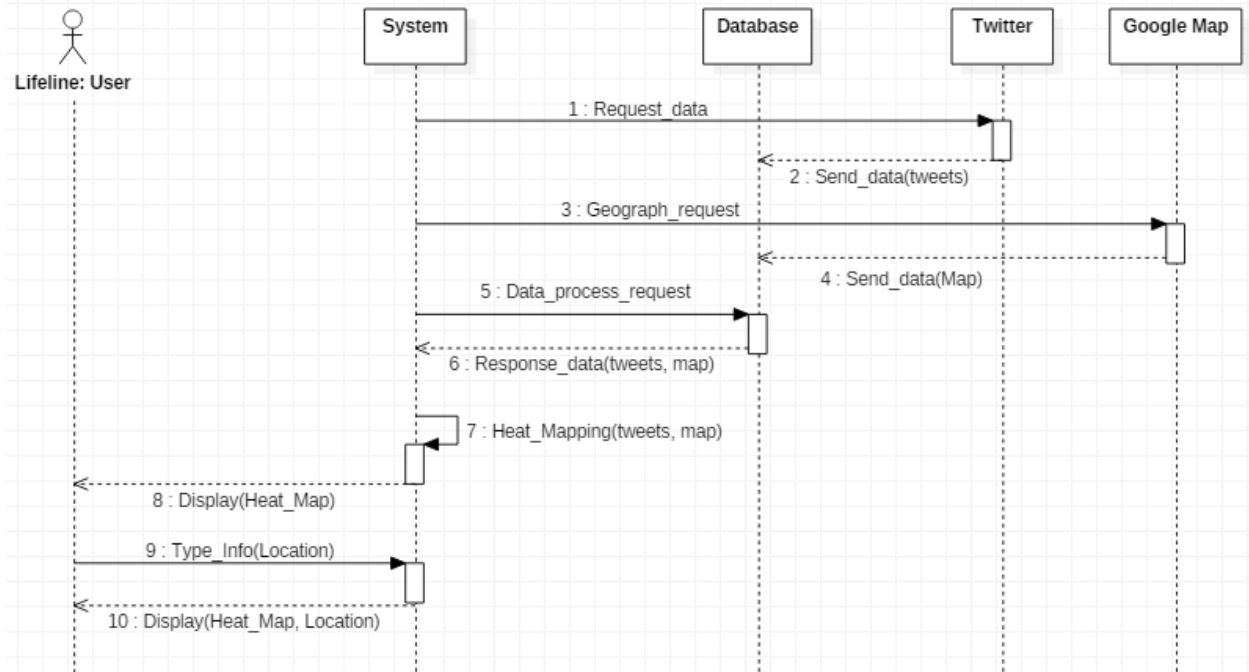 System
Database
Twitter
Google Map
Lifeline: User
1 : Request_data
2 : Send_data(tweets)
3 : Geograph_request
4 : Send_data(Map)
5 : Data_process_request
6 : Response_data(tweets, map)
7 : Heat_Mapping(tweets, map)
8 : Display(Heat_Map)
9 : Type_Info(Location)
10 : Display(Heat_Map, Location)